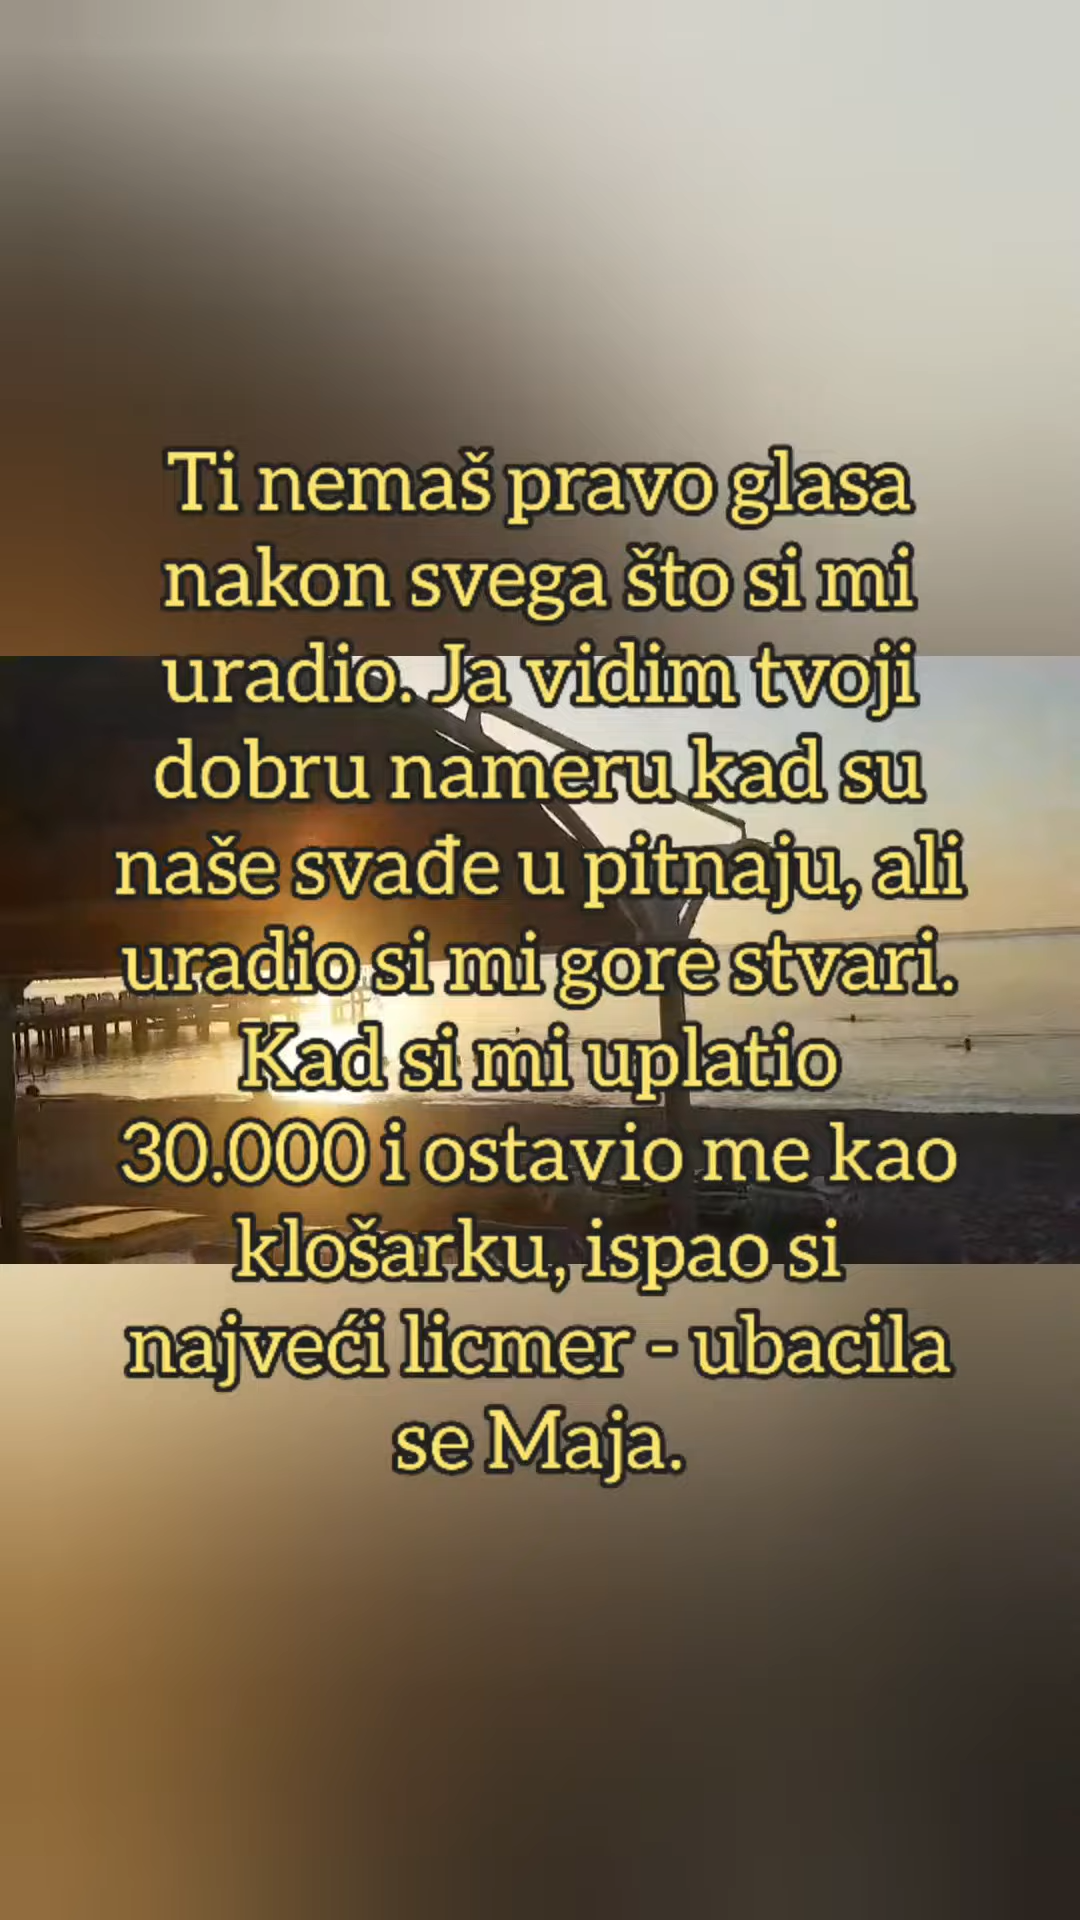 Ti nemaš pravo glasa
nakon svega što si mi
uradio. Ja vidim tvoji
dobru nameru kad su
naše svađe u pitnaju, ali
uradio si mi gore stvari.
Kad si mi uplatio
30.000 i ostavio me kao
klošarku, ispao si
najveći licmer - ubacila
se Maja.